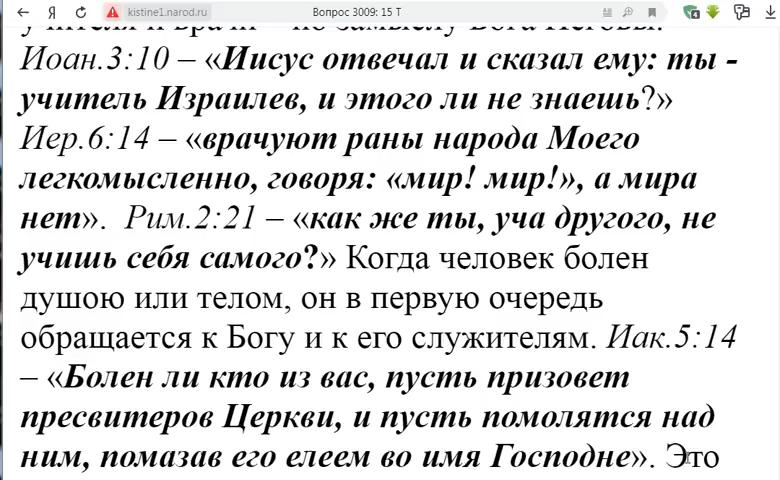 Я kistine1.narod.ru Вопрос 3009: 15 Т 4
Иоан.3:10 – «Иисус отвечал и сказал ему: ты -
учитель Израилев, и этого ли не знаешь?»
Иер.6:14 – «врачуют раны народа Моего
легкомысленно, говоря: «мир! мир!», а мира
нет». Рим.2:21 – «как же ты, уча другого, не
учишь себя самого?» Когда человек болен
душою или телом, он в первую очередь
обращается к Богу и к его служителям. Иак.5:14
– «Болен ли кто из вас, пусть призовет
пресвитеров Церкви, и пусть помолятся над
ним, помазав его елеем во имя Господне». Это